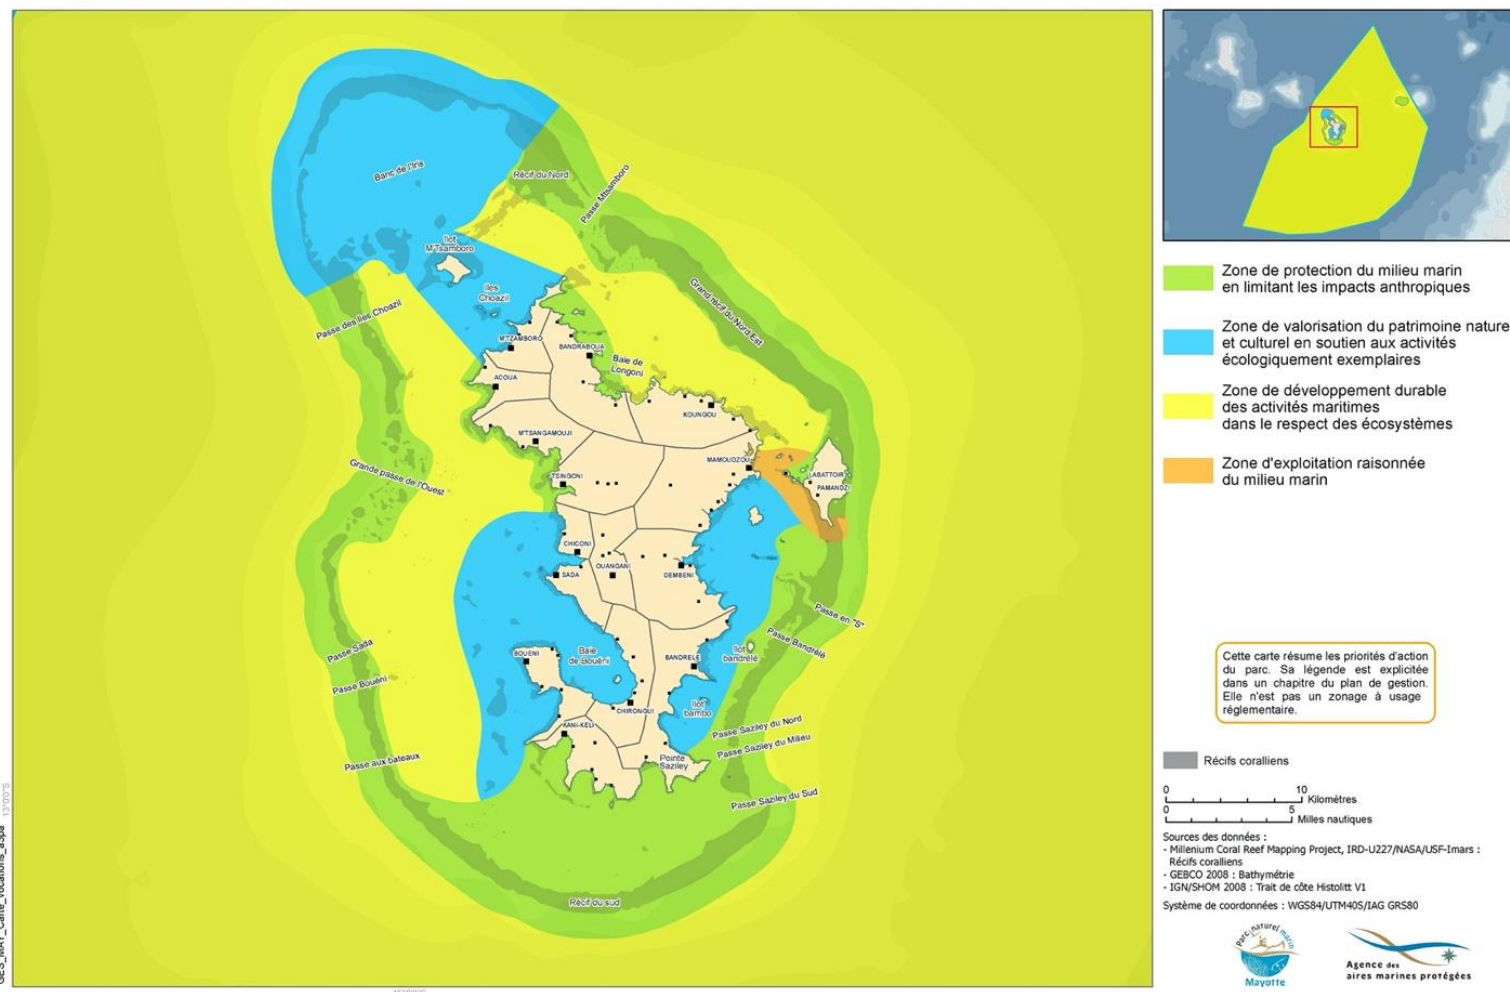 Banc de l'Iris
Récif du Nord
Passe Mtsamboro
Îlot
M'Tsamboro
Iles
Choazil
Passe des Iles Choazil
Grand récif du Nord Est
M'TZAMBORO
BANDRABOUA
Baie de
Longoni
ACOUA
KOUNGOU
M'TSANGAMOUJI
MAMOUDZOU
Grande passe de l'Ouest
TSINGONI
LABATTOIR
PAMANDZI
CHICONI
OUANGANI
SADA
DEMBENI
Passe en "S"
Passe Bandrélé
Passe Sada
BOUENI
Baie
de Bouéni
BANDRELE
Ilot
bandrélé
Passe Bouéni
CHIRONGUI
Ilot
bambo
KANI-KELI
Passe Saziley du Nord
Passe Saziley du Milieu
Passe aux bateaux
Pointe
Saziley
Passe Saziley du Sud
Récif du sud
13°00'S
Zone de protection du milieu marin
en limitant les impacts anthropiques
Zone de valorisation du patrimoine nature
et culturel en soutien aux activités
écologiquement exemplaires
Zone de développement durable
des activités maritimes
dans le respect des écosystèmes
Zone d'exploitation raisonnée
du milieu marin
Cette carte résume les priorités d'action
du parc. Sa légende est explicitée
dans un chapitre du plan de gestion.
Elle n'est pas un zonage à usage
réglementaire.
Récifs coralliens
0 10
Kilomètres
0 5
Milles nautiques
Sources des données :
- Millenium Coral Reef Mapping Project, IRD-U227/NASA/USF-Imars :
Récifs coralliens
- GEBCO 2008 : Bathymétrie
- IGN/SHOM 2008 : Trait de côte Histolitt V1
Système de coordonnées : WGS84/UTM40S/IAG GRS80
Parc naturel marin
Mayotte
Agence des
aires marines protégées